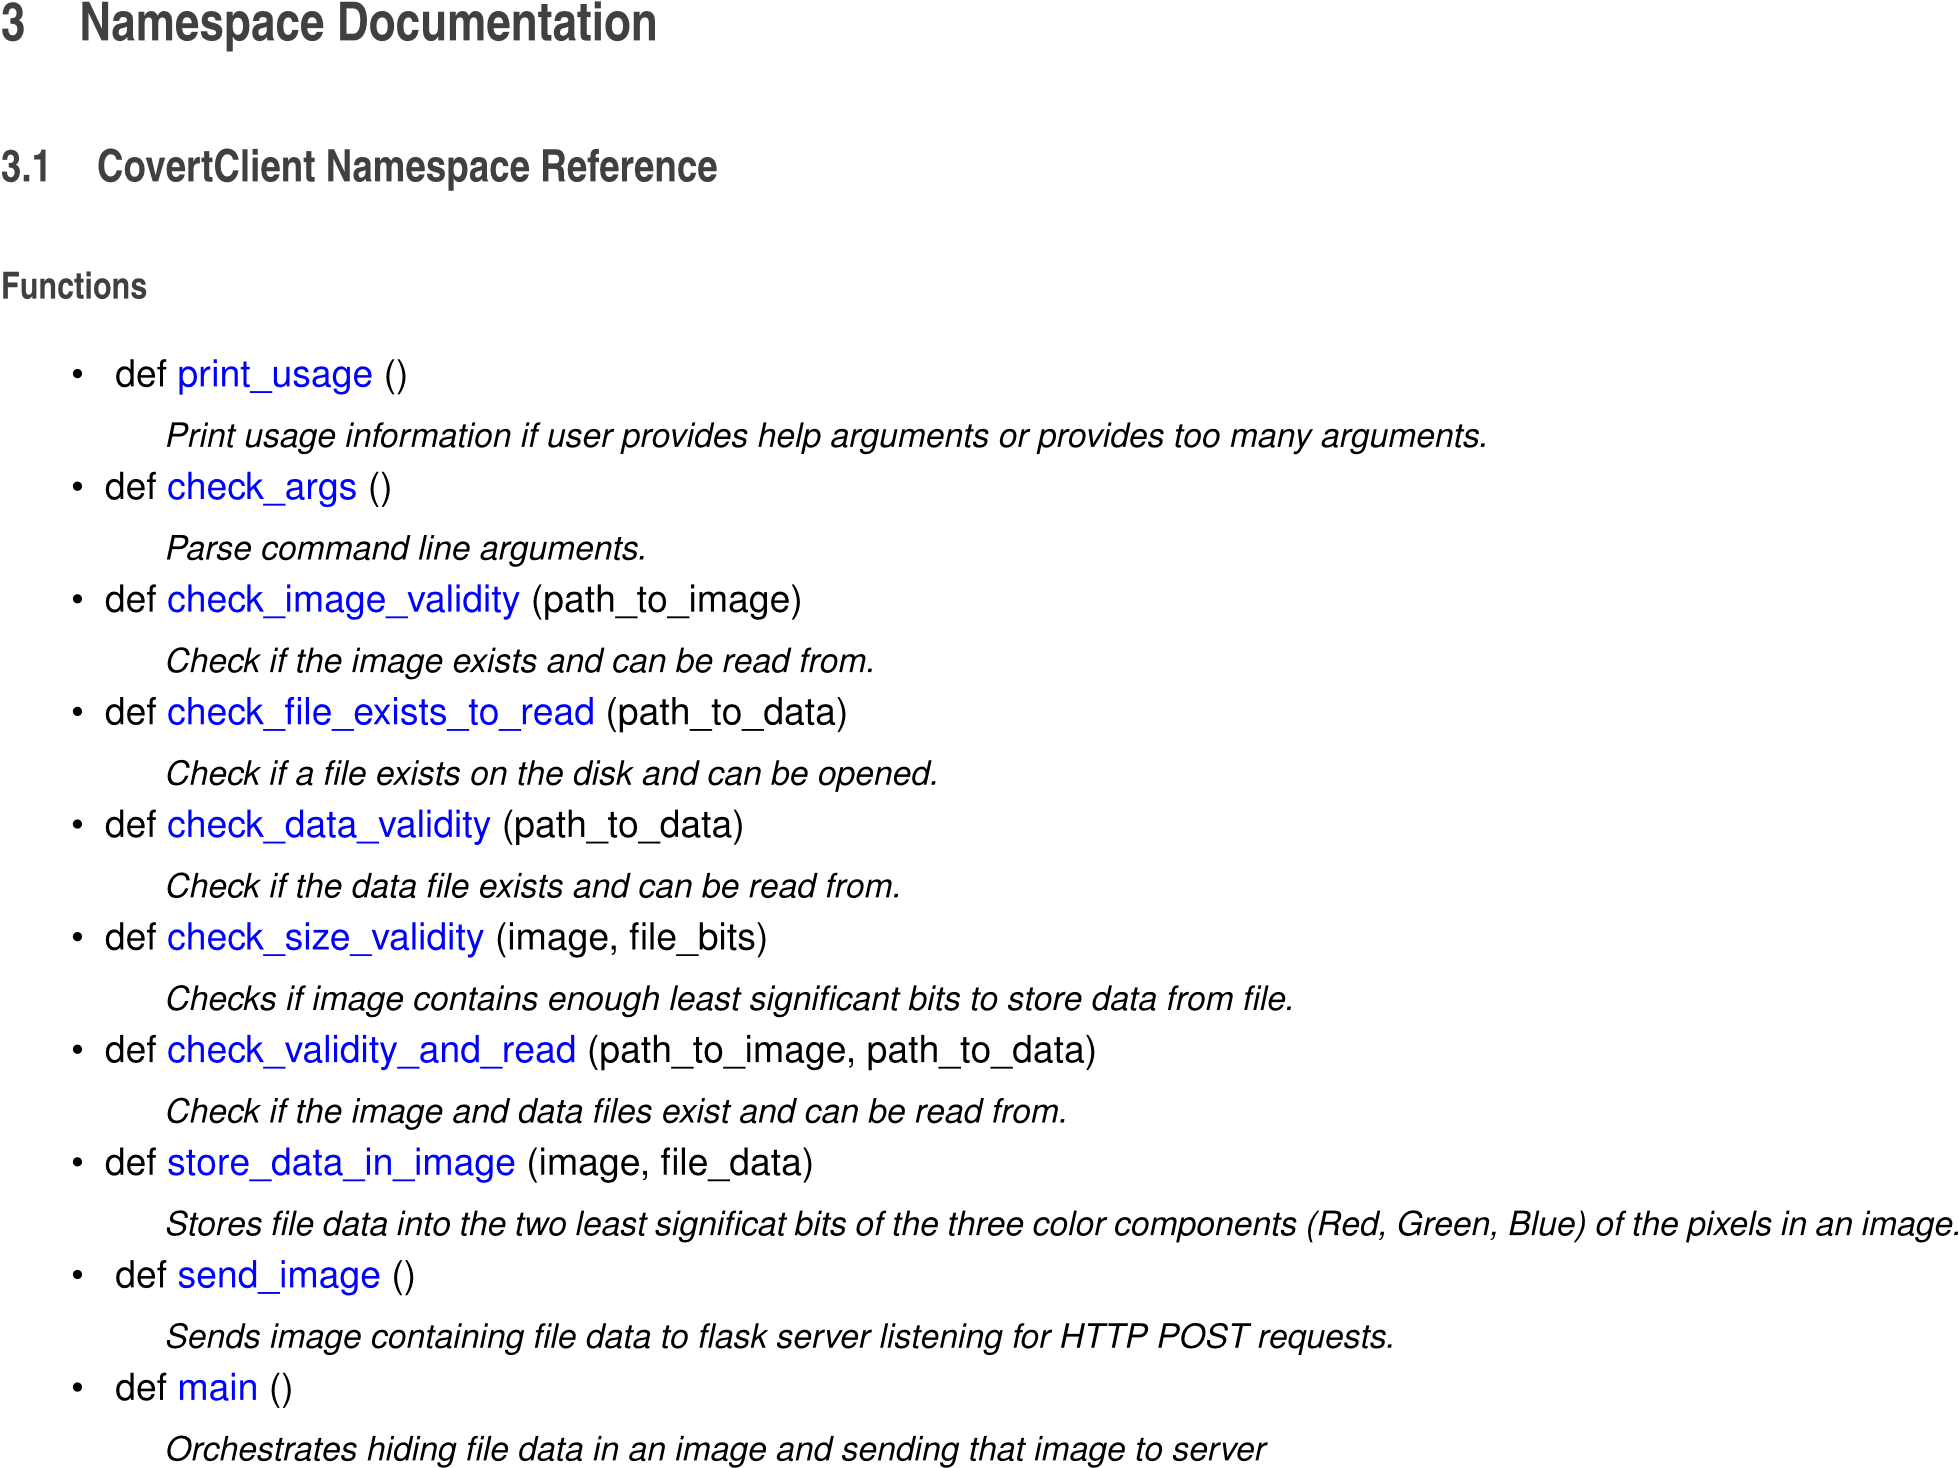 3 Namespace Documentation
3.1 CovertClient Namespace Reference
Functions
• def print_usage ()
Print usage information if user provides help arguments or provides too many arguments.
• def check_args ()
Parse command line arguments.
• def check_image_validity (path_to_image)
Check if the image exists and can be read from.
• def check_file_exists_to_read (path_to_data)
Check if a file exists on the disk and can be opened.
• def check_data_validity (path_to_data)
Check if the data file exists and can be read from.
• def check_size_validity (image, file_bits)
Checks if image contains enough least significant bits to store data from file.
• def check_validity_and_read (path_to_image, path_to_data)
Check if the image and data files exist and can be read from.
• def store_data_in_image (image, file_data)
Stores file data into the two least significat bits of the three color components (Red, Green, Blue) of the pixels in an image.
• def send_image ()
Sends image containing file data to flask server listening for HTTP POST requests.
• def main ()
Orchestrates hiding file data in an image and sending that image to server